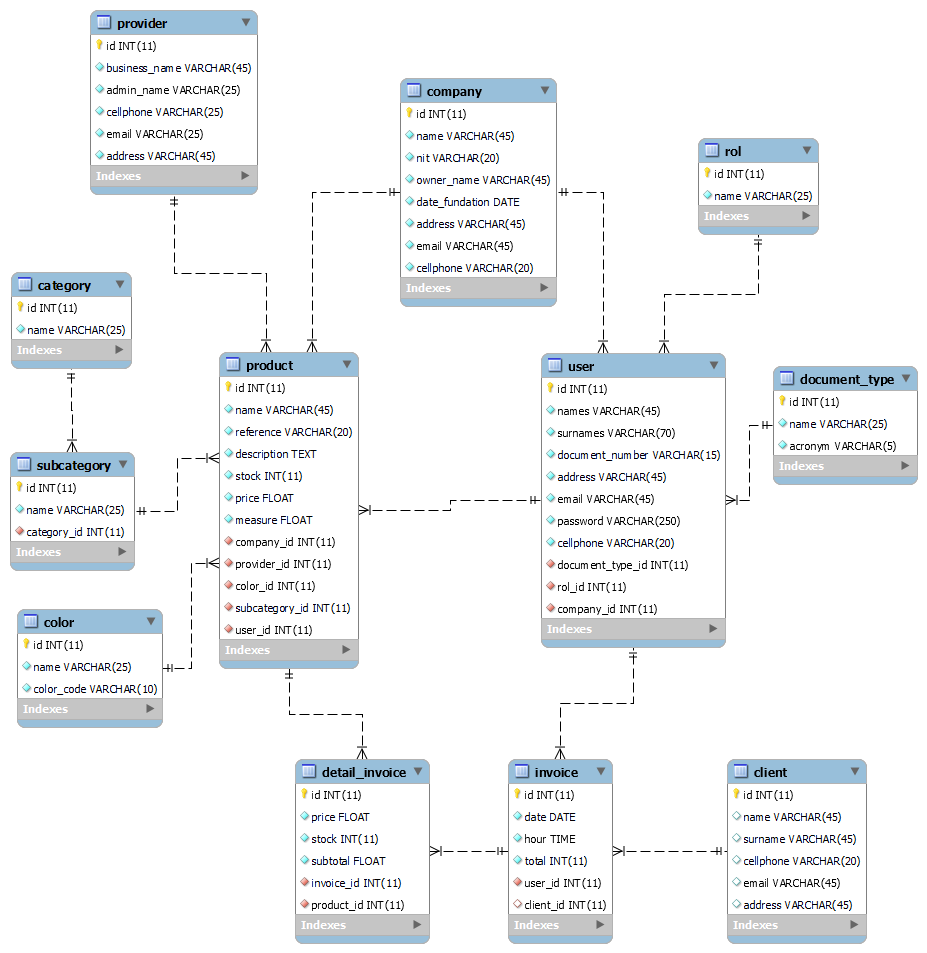 provider
id INT(11)
business_name VARCHAR(45)
admin_name VARCHAR(25)
cellphone VARCHAR(25)
email VARCHAR(25)
address VARCHAR(45)
Indexes
company
id INT(11)
name VARCHAR(45)
nit VARCHAR(20)
owner_name VARCHAR(45)
date_fundation DATE
address VARCHAR(45)
email VARCHAR(45)
cellphone VARCHAR(20)
Indexes
rol
id INT(11)
name VARCHAR(25)
Indexes
category
id INT(11)
name VARCHAR(25)
Indexes
product
id INT(11)
name VARCHAR(45)
reference VARCHAR(20)
description TEXT
stock INT(11)
price FLOAT
measure FLOAT
company_id INT(11)
provider_id INT(11)
color_id INT(11)
subcategory_id INT(11)
user_id INT(11)
Indexes
user
id INT(11)
names VARCHAR(45)
surnames VARCHAR(70)
document_number VARCHAR(15)
address VARCHAR(45)
email VARCHAR(45)
password VARCHAR(250)
cellphone VARCHAR(20)
document_type_id INT(11)
rol_id INT(11)
company_id INT(11)
Indexes
document_type
id INT(11)
name VARCHAR(25)
acronym VARCHAR(5)
Indexes
subcategory
id INT(11)
name VARCHAR(25)
category_id INT(11)
Indexes
color
id INT(11)
name VARCHAR(25)
color_code VARCHAR(10)
Indexes
detail_invoice
id INT(11)
price FLOAT
stock INT(11)
subtotal FLOAT
invoice_id INT(11)
product_id INT(11)
Indexes
invoice
id INT(11)
date DATE
hour TIME
total INT(11)
user_id INT(11)
client_id INT(11)
Indexes
client
id INT(11)
name VARCHAR(45)
surname VARCHAR(45)
cellphone VARCHAR(20)
email VARCHAR(45)
address VARCHAR(45)
Indexes